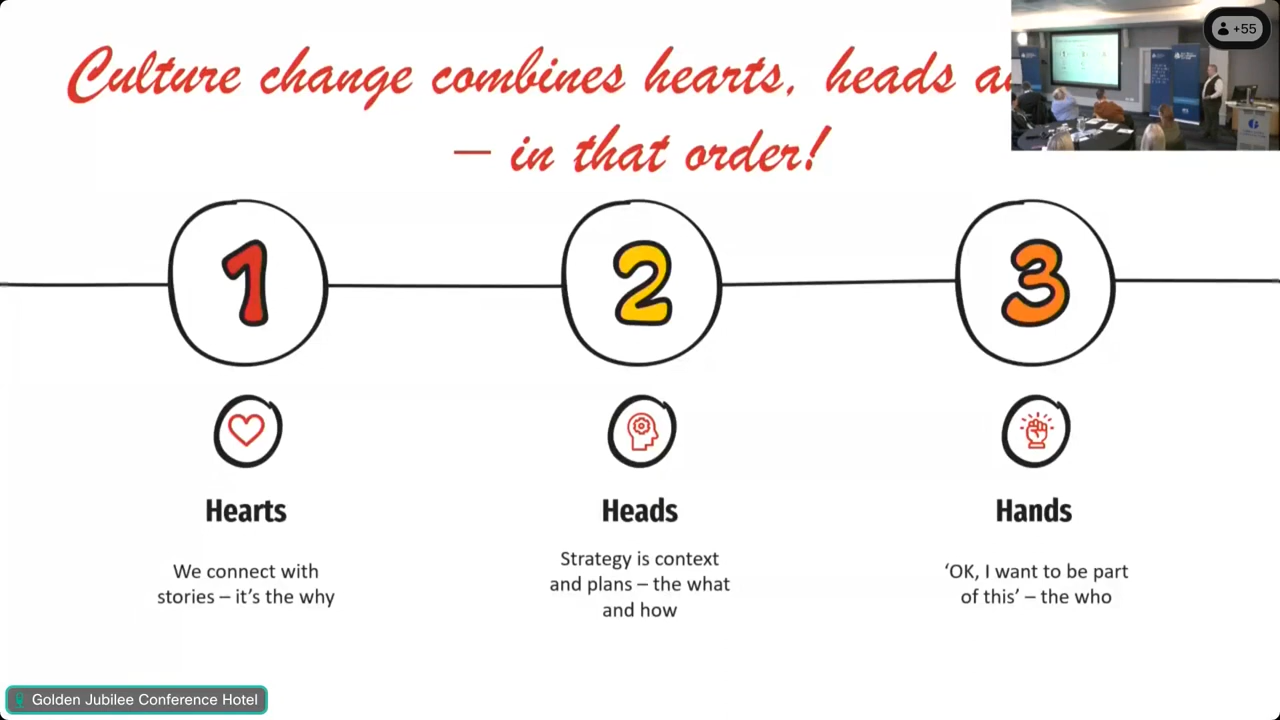 Culture change combines hearts, heads
– in that order!
+55
1
2
3
Hearts
We connect with
stories – it's the why
Heads
Strategy is context
and plans – the what
and how
Hands
‘OK, I want to be part
of this’ – the who
Golden Jubilee Conference Hotel